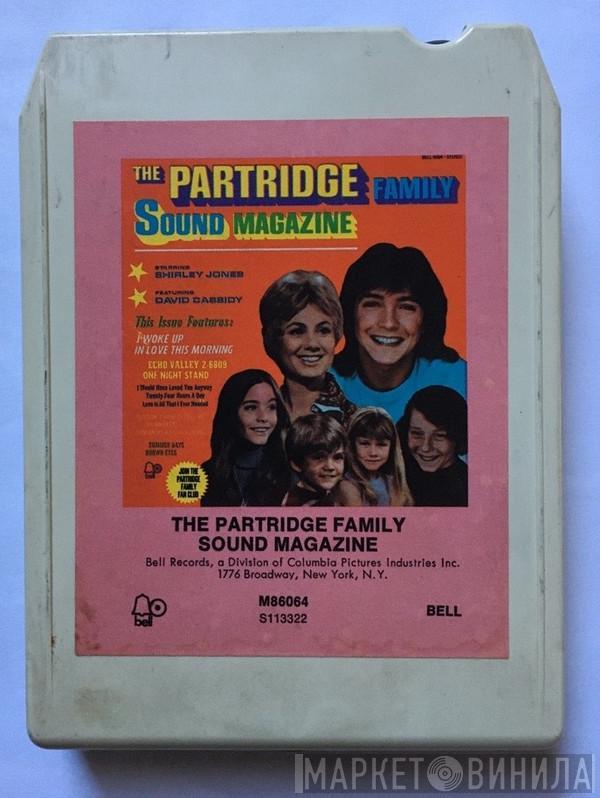 BELL 6064 • STEREO
THE PARTRIDGE FAMILY
SOUND MAGAZINE
STARRING
SHIRLEY JONES
FEATURING
DAVID CASSIDY
This Issue Features:
I WOKE UP
IN LOVE THIS MORNING
ECHO VALLEY 2-6809
ONE NIGHT STAND
I Would Have Loved You Anyway
Twenty-Four Hours A Day
Love Is All That I Ever Needed
SUMMER DAYS
BROWN EYES
bell
JOIN THE
PARTRIDGE
FAMILY
FAN CLUB
THE PARTRIDGE FAMILY
SOUND MAGAZINE
Bell Records, a Division of Columbia Pictures Industries Inc.
1776 Broadway, New York, N.Y.
bell
M86064
S113322
BELL
МАРКЕТ ВИНИЛА